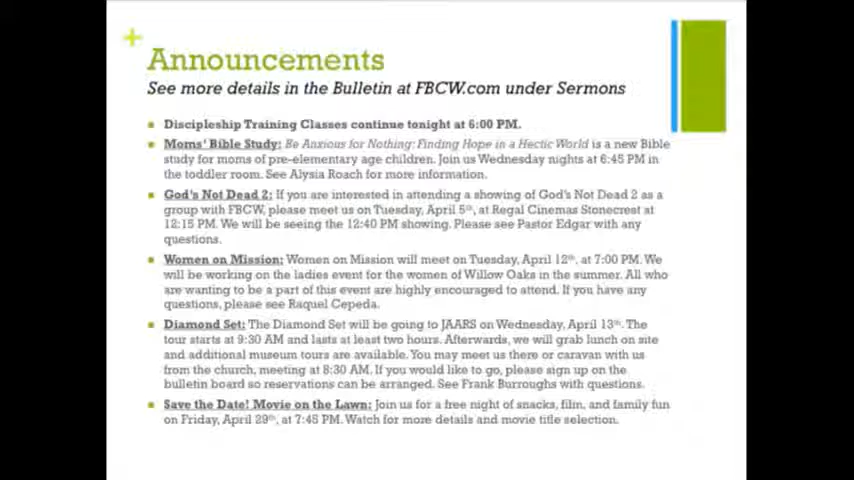 Announcements
See more details in the Bulletin at FBCW.com under Sermons
Discipleship Training Classes continue tonight at 6:00 PM.
Moms' Bible Study: Be Anxious for Nothing: Finding Hope in a Hectic World is a new Bible
study for moms of pre-elementary age children. Join us Wednesday nights at 6:45 PM in
the toddler room. See Alysia Roach for more information.
God's Not Dead 2: If you are interested in attending a showing of God's Not Dead 2 as a
group with FBCW, please meet us on Tuesday, April 5th, at Regal Cinemas Stonecrest at
12:15 PM. We will be seeing the 12:40 PM showing. Please see Pastor Edgar with any
questions.
Women on Mission: Women on Mission will meet on Tuesday, April 12th, at 7:00 PM. We
will be working on the ladies event for the women of Willow Oaks in the summer. All who
are wanting to be a part of this event are highly encouraged to attend. If you have any
questions, please see Raquel Cepeda.
Diamond Set: The Diamond Set will be going to JAARS on Wednesday, April 13th. The
tour starts at 9:30 AM and lasts at least two hours. Afterwards, we will grab lunch on site
and additional museum tours are available. You may meet us there or caravan with us
from the church, meeting at 8:30 AM. If you would like to go, please sign up on the
bulletin board so reservations can be arranged. See Frank Burroughs with questions.
Save the Date! Movie on the Lawn: Join us for a free night of snacks, film, and family fun
on Friday, April 29th, at 7:45 PM. Watch for more details and movie title selection.